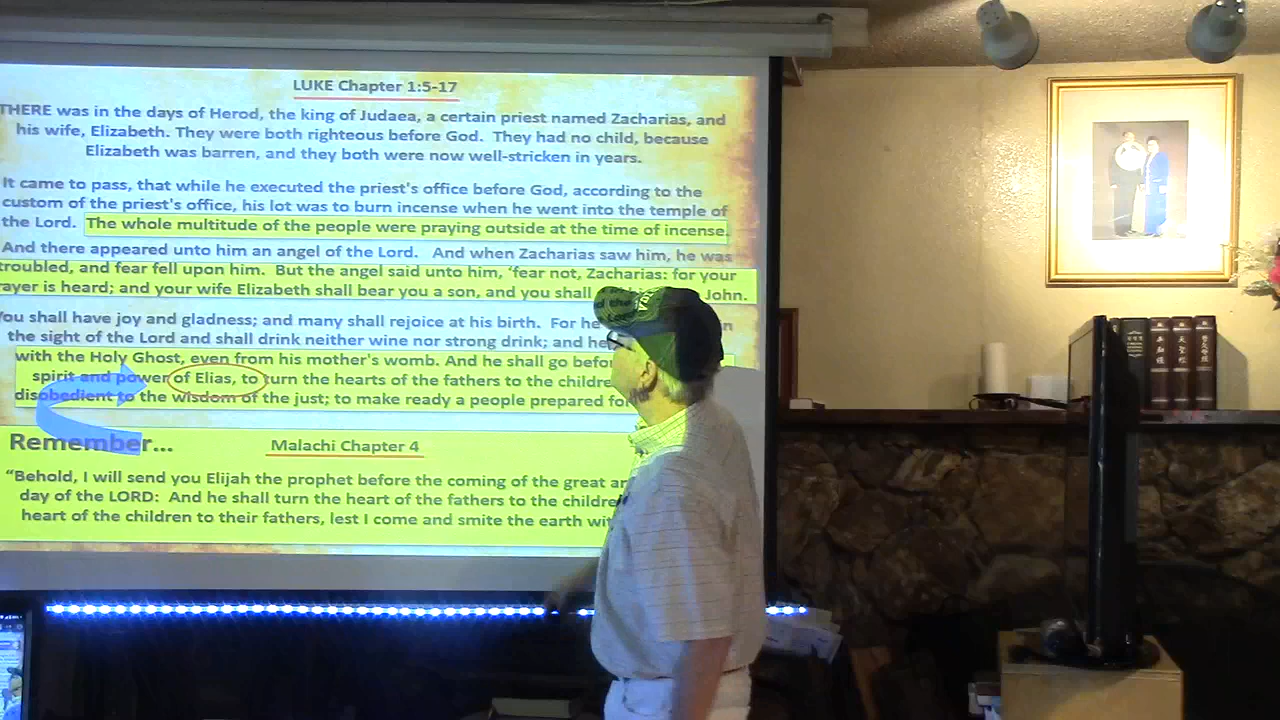 LUKE Chapter 1:5-17
THERE was in the days of Herod, the king of Judaea, a certain priest named Zacharias, and
his wife, Elizabeth. They were both righteous before God. They had no child, because
Elizabeth was barren, and they both were now well-stricken in years.
It came to pass, that while he executed the priest's office before God, according to the
custom of the priest's office, his lot was to burn incense when he went into the temple of
the Lord. The whole multitude of the people were praying outside at the time of incense.
And there appeared unto him an angel of the Lord. And when Zacharias saw him, he was
troubled, and fear fell upon him. But the angel said unto him, ‘fear not, Zacharias: for your
rayer is heard; and your wife Elizabeth shall bear you a son, and you shall John.
You shall have joy and gladness; and many shall rejoice at his birth. For he
the sight of the Lord and shall drink neither wine nor strong drink; and he
with the Holy Ghost, even from his mother's womb. And he shall go befor
spirit and power of Elias, to turn the hearts of the fathers to the childre
disobedient to the wisdom of the just; to make ready a people prepared for
Remember...
Malachi Chapter 4
“Behold, I will send you Elijah the prophet before the coming of the great an
day of the LORD: And he shall turn the heart of the fathers to the childre
heart of the children to their fathers, lest I come and smite the earth wit